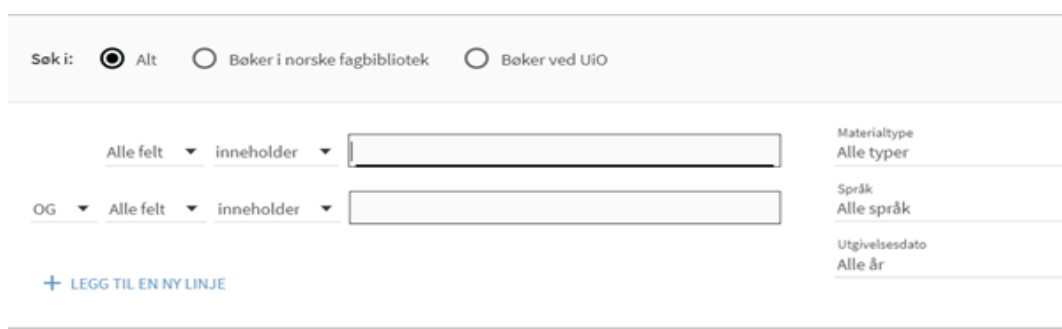 Søk i: Alt Bøker i norske fagbibliotek Bøker ved UiO
Alle felt inneholder
OG Alle felt inneholder
+ LEGG TIL EN NY LINJE
Materialtype
Alle typer
Språk
Alle språk
Utgivelsesdato
Alle år